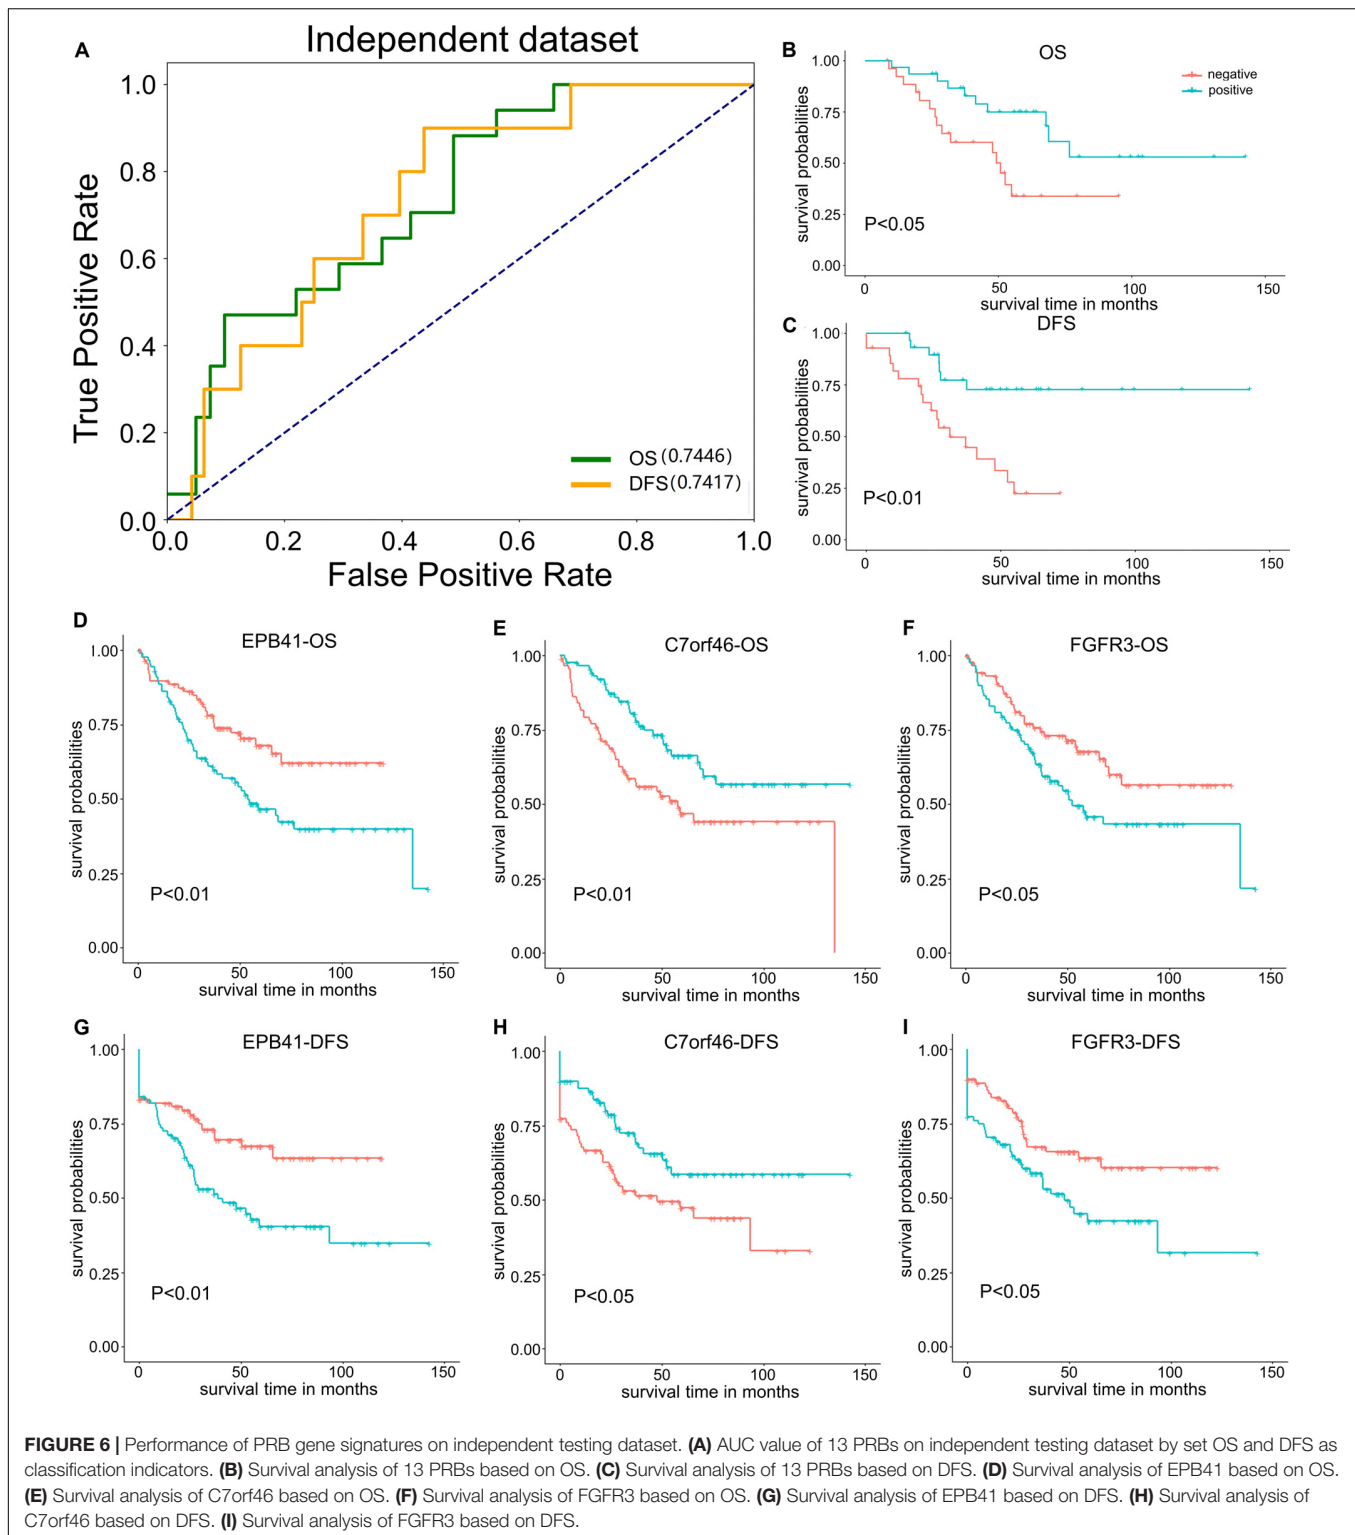 A
Independent dataset
1.0
0.8
0.6
0.4
0.2
0.0
True Positive Rate
0.0 0.2 0.4 0.6 0.8 1.0
False Positive Rate
OS (0.7446)
DFS (0.7417)
B
OS
negative
positive
1.00
0.75
0.50
0.25
0.00
survival probabilities
P<0.05
0 50 100 150
survival time in months
C
DFS
1.00
0.75
0.50
0.25
0.00
survival probabilities
P<0.01
0 50 100 150
survival time in months
D
EPB41-OS
1.00
0.75
0.50
0.25
0.00
survival probabilities
P<0.01
0 50 100 150
survival time in months
E
C7orf46-OS
1.00
0.75
0.50
0.25
0.00
survival probabilities
P<0.01
0 50 100 150
survival time in months
F
FGFR3-OS
1.00
0.75
0.50
0.25
0.00
survival probabilities
P<0.05
0 50 100 150
survival time in months
G
EPB41-DFS
1.00
0.75
0.50
0.25
0.00
survival probabilities
P<0.01
0 50 100 150
survival time in months
H
C7orf46-DFS
1.00
0.75
0.50
0.25
0.00
survival probabilities
P<0.05
0 50 100 150
survival time in months
I
FGFR3-DFS
1.00
0.75
0.50
0.25
0.00
survival probabilities
P<0.05
0 50 100 150
survival time in months
FIGURE 6 | Performance of PRB gene signatures on independent testing dataset. (A) AUC value of 13 PRBs on independent testing dataset by set OS and DFS as
classification indicators. (B) Survival analysis of 13 PRBs based on OS. (C) Survival analysis of 13 PRBs based on DFS. (D) Survival analysis of EPB41 based on OS.
(E) Survival analysis of C7orf46 based on OS. (F) Survival analysis of FGFR3 based on OS. (G) Survival analysis of EPB41 based on DFS. (H) Survival analysis of
C7orf46 based on DFS. (I) Survival analysis of FGFR3 based on DFS.